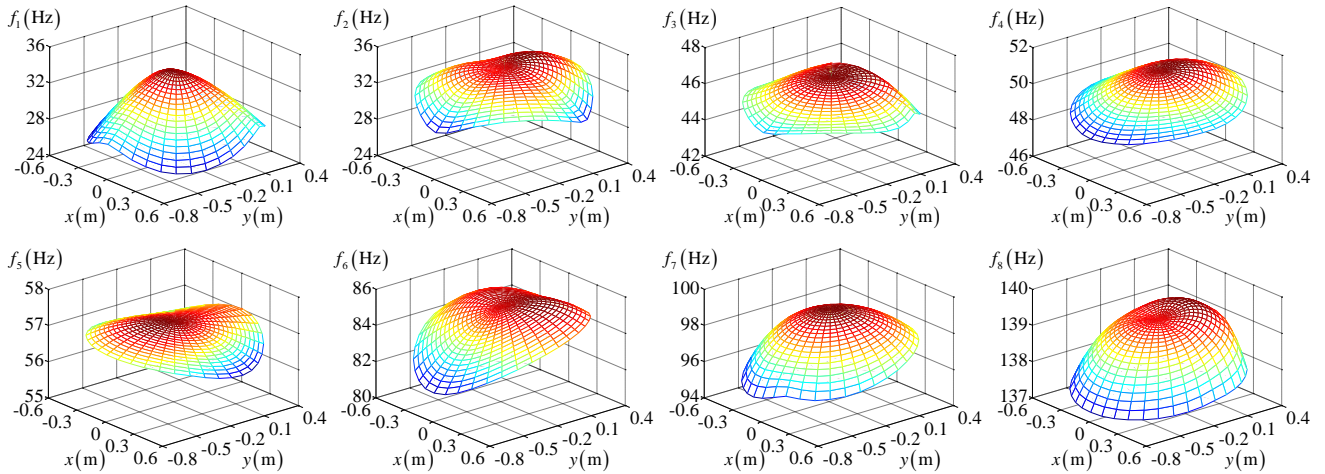 f₁(Hz) f₂(Hz) f₃(Hz) f₄(Hz)
36 36 48 52
33 32 46 50
30 28 44 48
27 24 42 46
24
-0.6 -0.3 0 0.3 0.6 -0.8 -0.5 -0.2 0.1 0.4
-0.6 -0.3 0 0.3 0.6 -0.8 -0.5 -0.2 0.1 0.4
-0.6 -0.3 0 0.3 0.6 -0.8 -0.5 -0.2 0.1 0.4
-0.6 -0.3 0 0.3 0.6 -0.8 -0.5 -0.2 0.1 0.4
x(m) y(m) x(m) y(m) x(m) y(m) x(m) y(m)
f₅(Hz) f₆(Hz) f₇(Hz) f₈(Hz)
58 86 100 140
57 84 98 139
56 82 96 138
55 80 94 137
-0.6 -0.3 0 0.3 0.6 -0.8 -0.5 -0.2 0.1 0.4
-0.6 -0.3 0 0.3 0.6 -0.8 -0.5 -0.2 0.1 0.4
-0.6 -0.3 0 0.3 0.6 -0.8 -0.5 -0.2 0.1 0.4
-0.6 -0.3 0 0.3 0.6 -0.8 -0.5 -0.2 0.1 0.4
x(m) y(m) x(m) y(m) x(m) y(m) x(m) y(m)